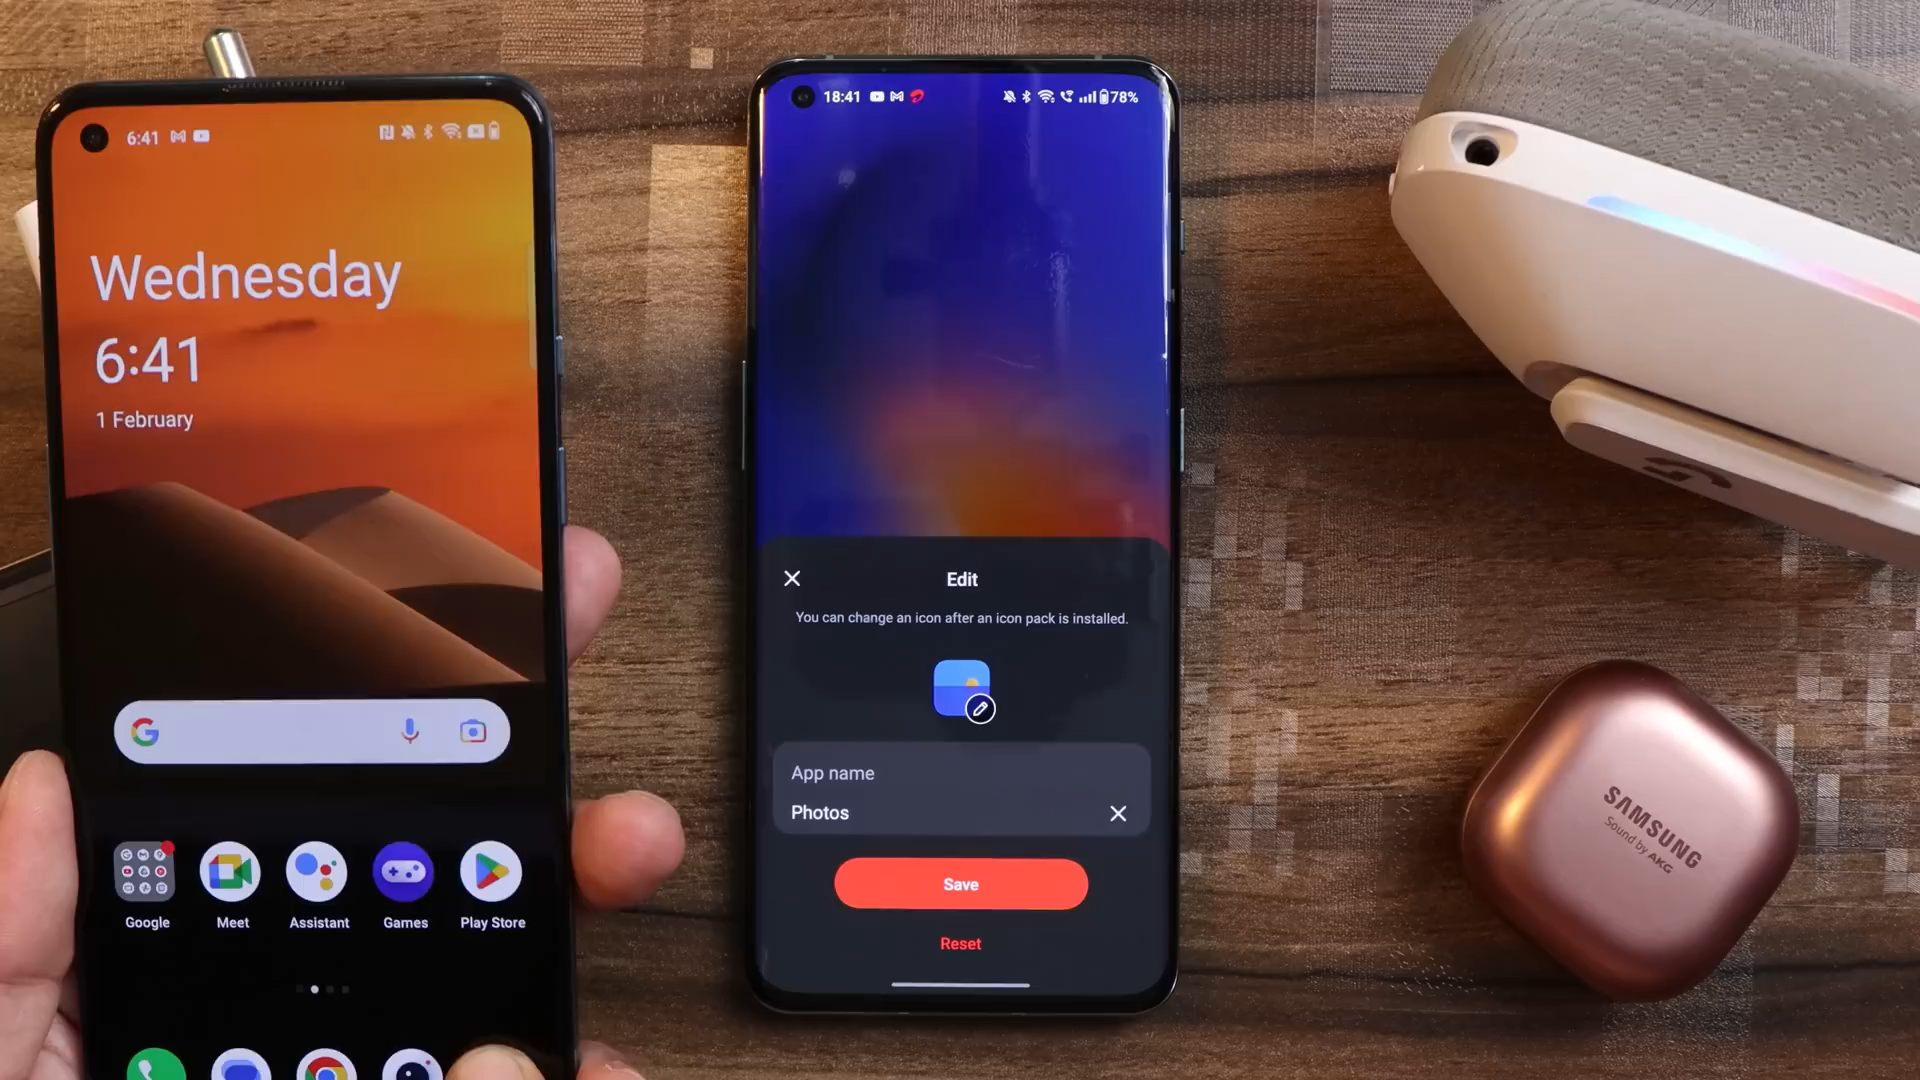 6:41
Wednesday
6:41
1 February
Google
Meet
Assistant
Games
Play Store
18:41
78%
Edit
You can change an icon after an icon pack is installed.
App name
Photos
Save
Reset
SAMSUNG
Sound by AKG